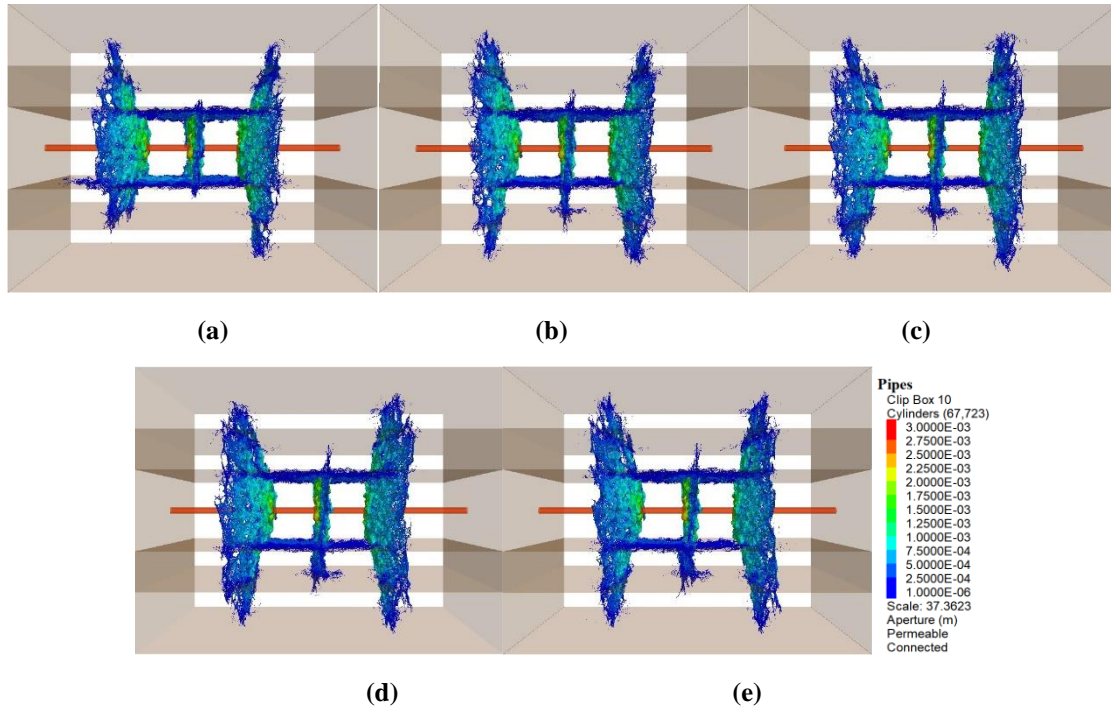 (a)
(b)
(c)
Pipes
Clip Box 10
Cylinders (67,723)
3.0000E-03
2.7500E-03
2.5000E-03
2.2500E-03
2.0000E-03
1.7500E-03
1.5000E-03
1.2500E-03
1.0000E-03
7.5000E-04
5.0000E-04
2.5000E-04
1.0000E-06
Scale: 37.3623
Aperture (m)
Permeable
Connected
(d)
(e)